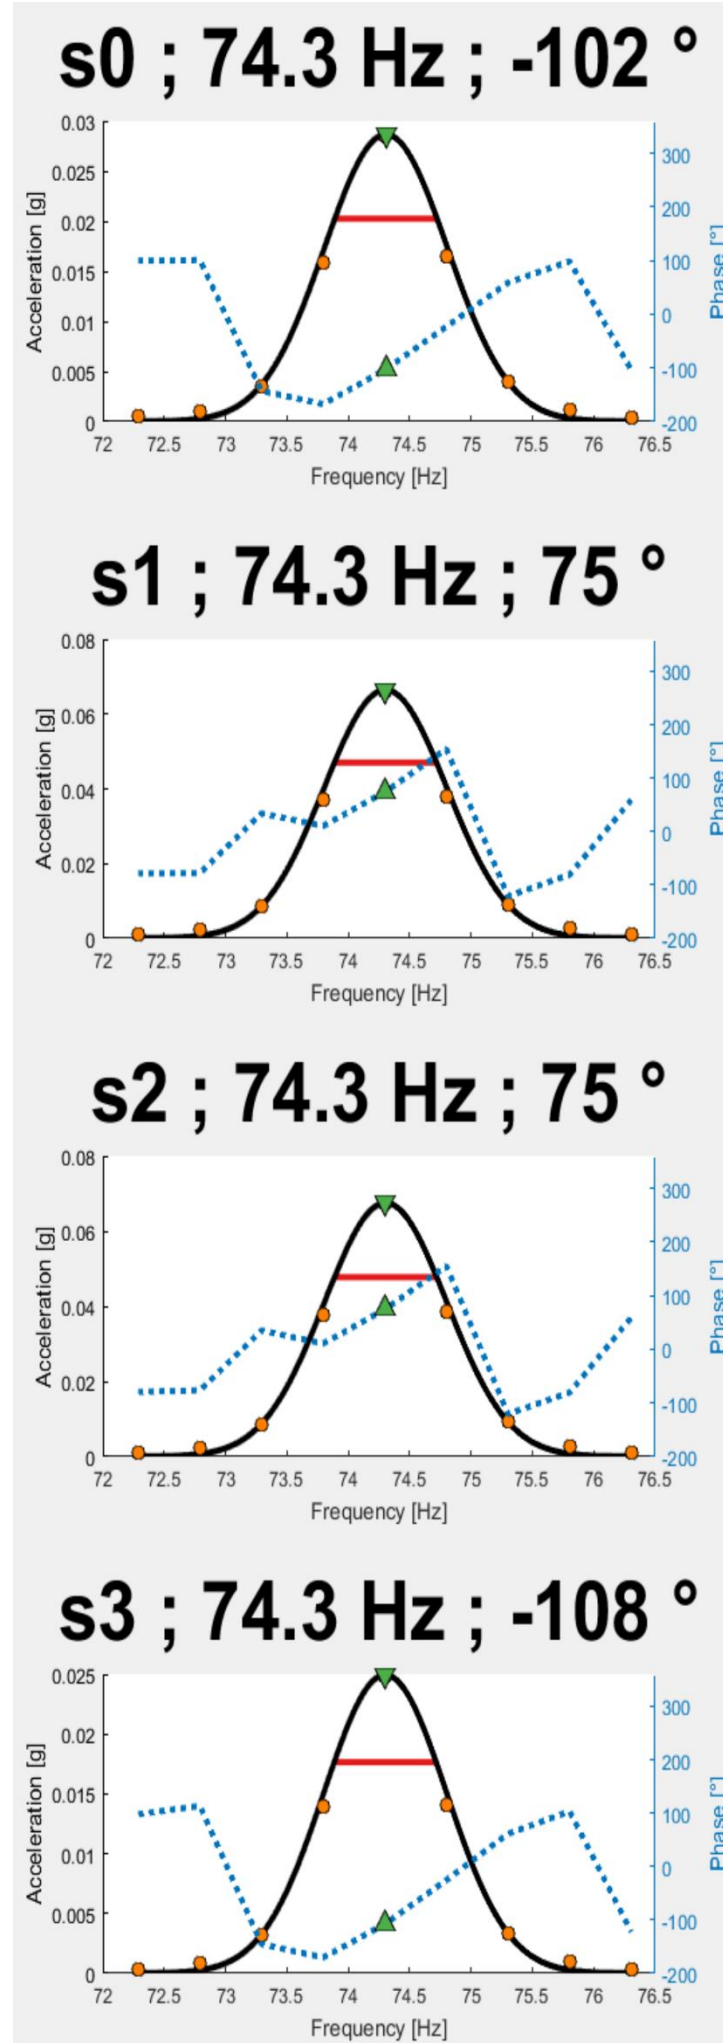 s0 ; 74.3 Hz ; -102 °
0.03
0.025
0.02
0.015
0.01
0.005
0
Acceleration [g]
300
200
100
0
-100
-200
Phase [°]
72 72.5 73 73.5 74 74.5 75 75.5 76 76.5
Frequency [Hz]
s1 ; 74.3 Hz ; 75 °
0.08
0.06
0.04
0.02
0
Acceleration [g]
300
200
100
0
-100
-200
Phase [°]
72 72.5 73 73.5 74 74.5 75 75.5 76 76.5
Frequency [Hz]
s2 ; 74.3 Hz ; 75 °
0.08
0.06
0.04
0.02
0
Acceleration [g]
300
200
100
0
-100
-200
Phase [°]
72 72.5 73 73.5 74 74.5 75 75.5 76 76.5
Frequency [Hz]
s3 ; 74.3 Hz ; -108 °
0.025
0.02
0.015
0.01
0.005
0
Acceleration [g]
300
200
100
0
-100
-200
Phase [°]
72 72.5 73 73.5 74 74.5 75 75.5 76 76.5
Frequency [Hz]